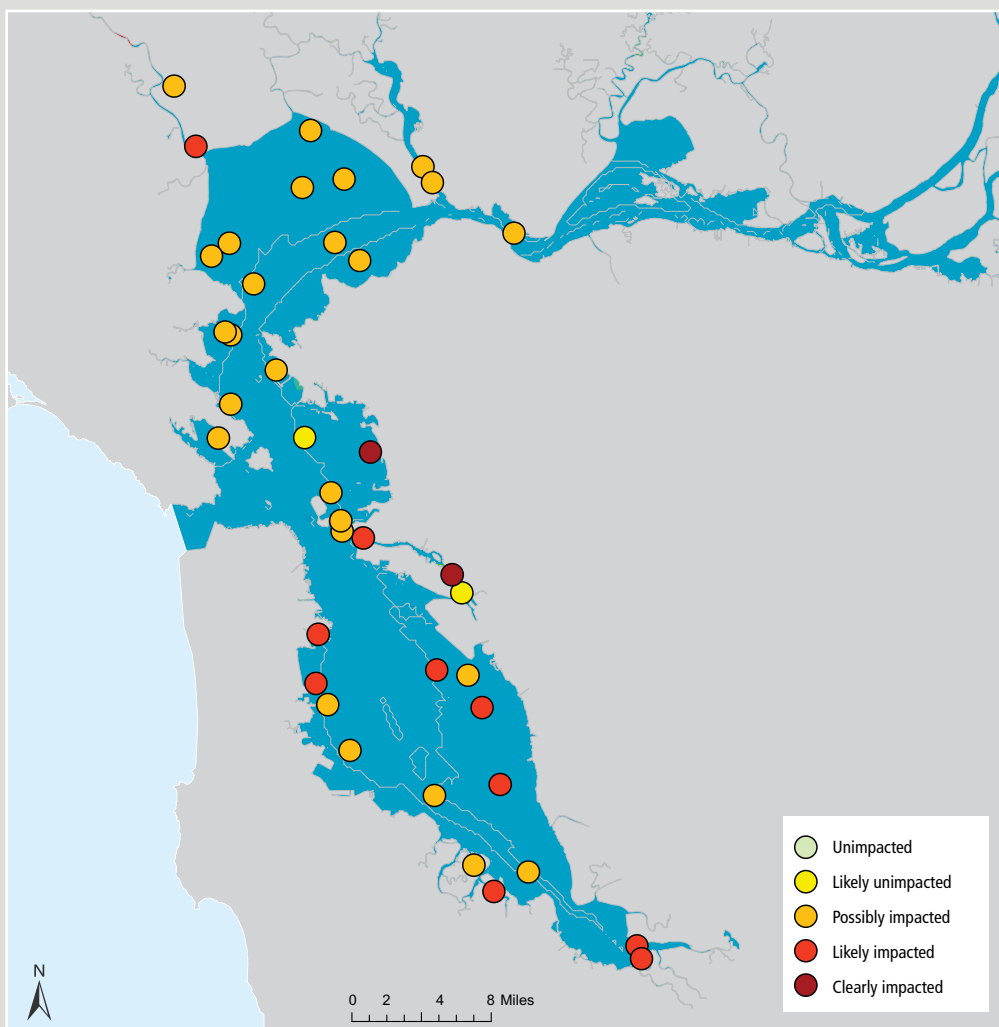 N
0 2 4 8 Miles
Unimpacted
Likely unimpacted
Possibly impacted
Likely impacted
Clearly impacted